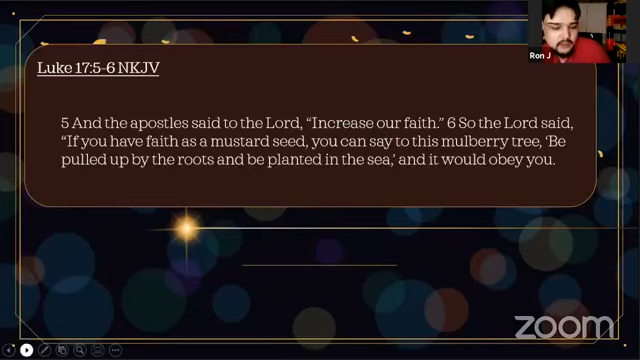 Ron J
Luke 17:5-6 NKJV
5 And the apostles said to the Lord, “Increase our faith.” 6 So the Lord said,
“If you have faith as a mustard seed, you can say to this mulberry tree, ‘Be
pulled up by the roots and be planted in the sea,’ and it would obey you.
zoom